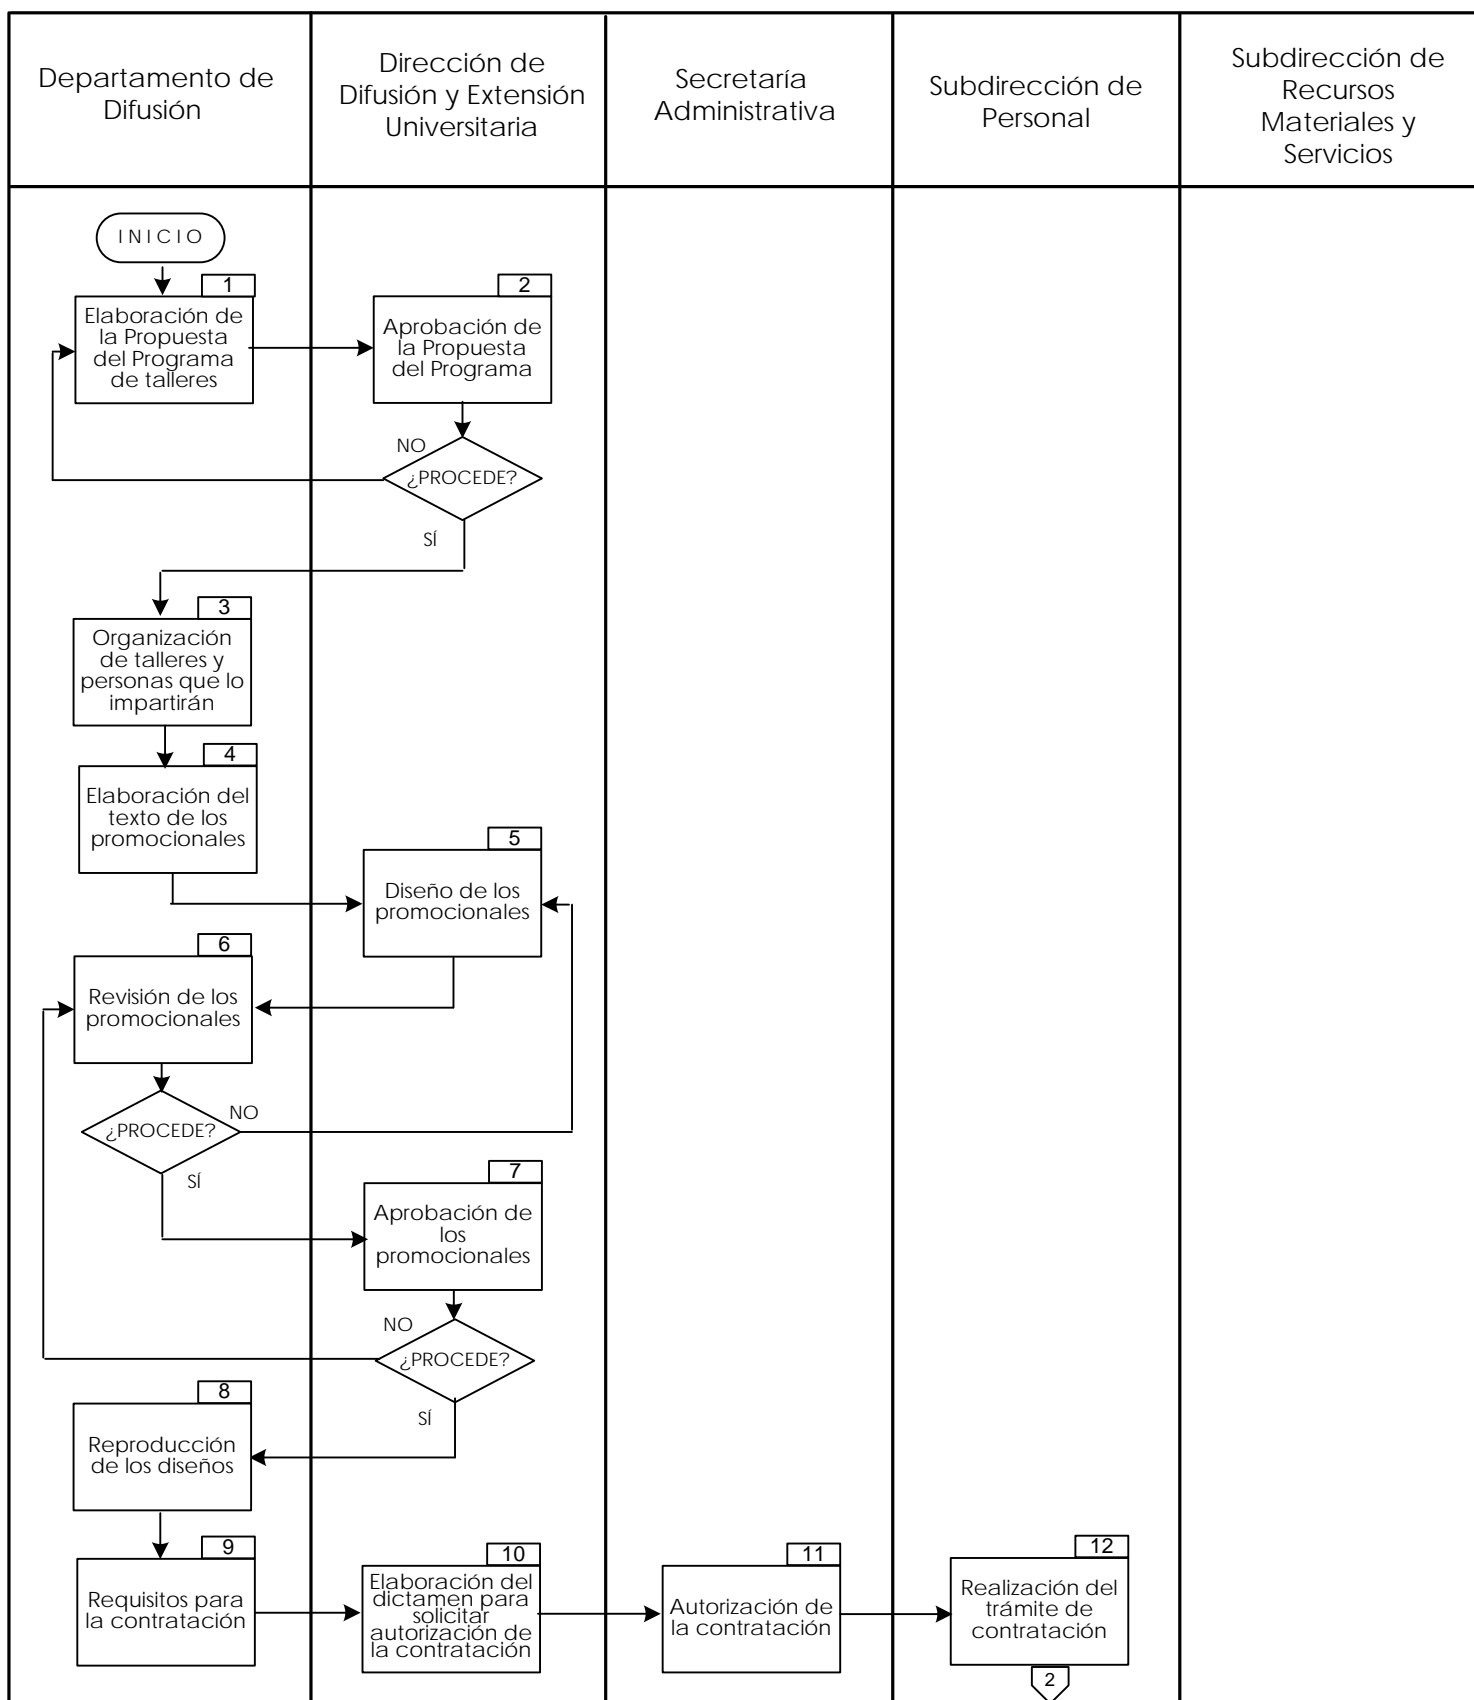 Departamento de
Difusión
Dirección de
Difusión y Extensión
Universitaria
Secretaría
Administrativa
Subdirección de
Personal
Subdirección de
Recursos
Materiales y
Servicios
INICIO
1
Elaboración de
la Propuesta
del Programa
de talleres
2
Aprobación de
la Propuesta
del Programa
NO
¿PROCEDE?
SÍ
3
Organización
de talleres y
personas que lo
impartirán
4
Elaboración del
texto de los
promocionales
5
Diseño de los
promocionales
6
Revisión de los
promocionales
NO
¿PROCEDE?
SÍ
7
Aprobación de
los
promocionales
NO
¿PROCEDE?
SÍ
8
Reproducción
de los diseños
9
Requisitos para
la contratación
10
Elaboración del
dictamen para
solicitar
autorización de
la contratación
11
Autorización de
la contratación
12
Realización del
trámite de
contratación
2